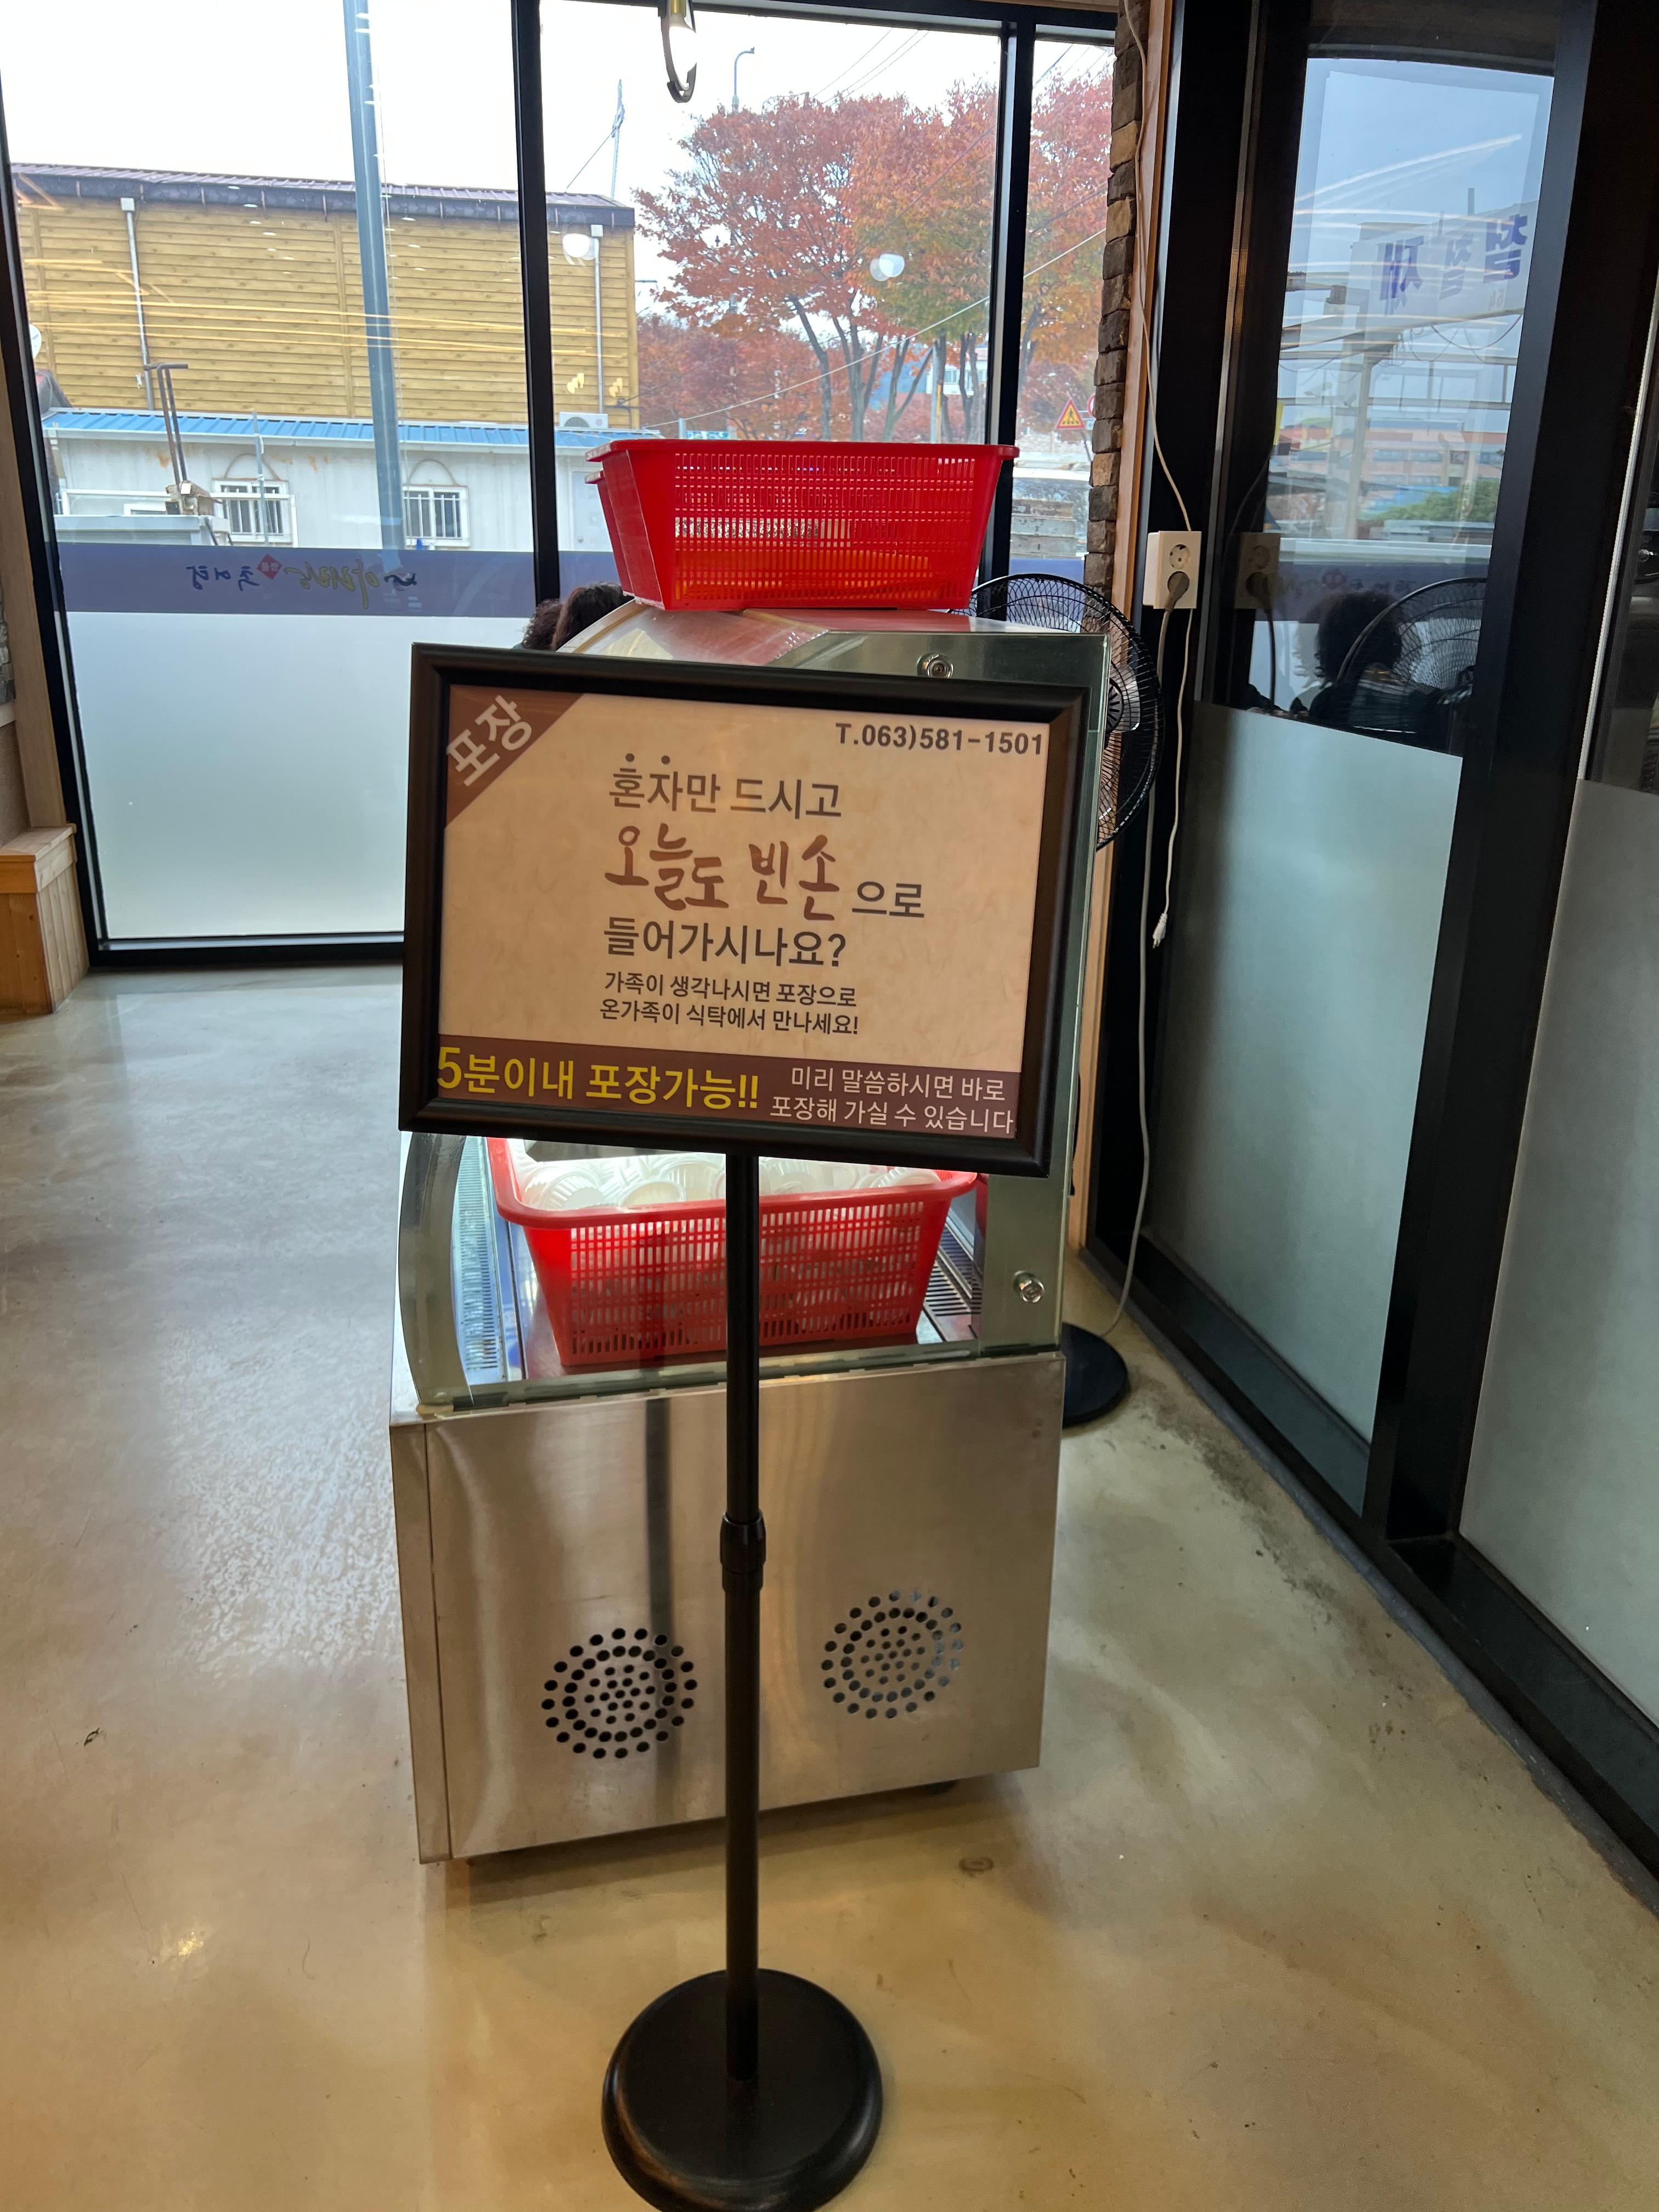 포장
T.063)581-1501
혼자만 드시고
오늘도 빈손으로
들어가시나요?
가족이 생각나시면 포장으로
온가족이 식탁에서 만나세요!
5분이내 포장가능!!
미리 말씀하시면 바로
포장해 가실 수 있습니다